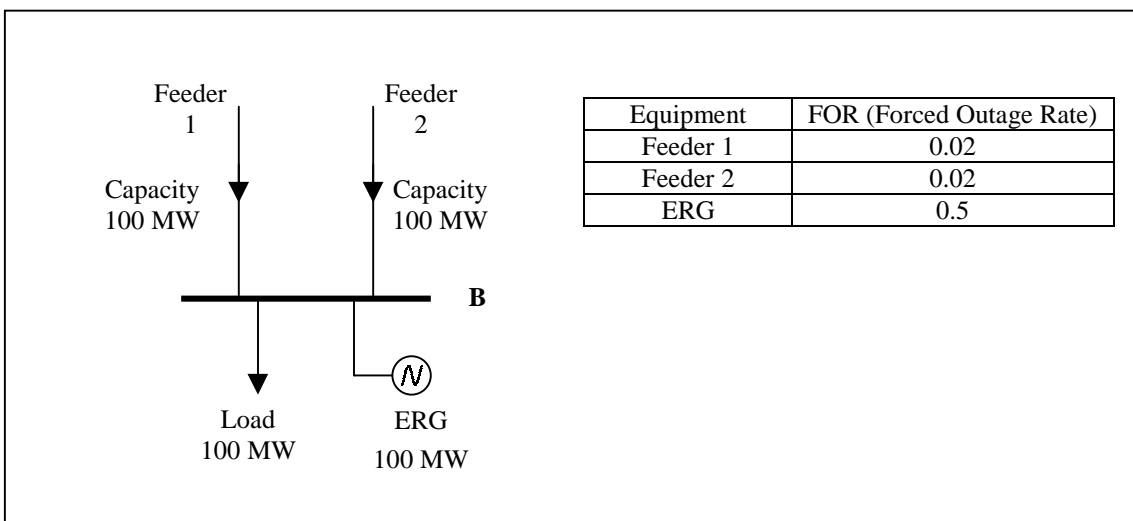 Feeder
1
Feeder
2
Capacity
100 MW
Capacity
100 MW
B
Load
100 MW
ERG
100 MW
Equipment FOR (Forced Outage Rate)
Feeder 1 0.02
Feeder 2 0.02
ERG 0.5